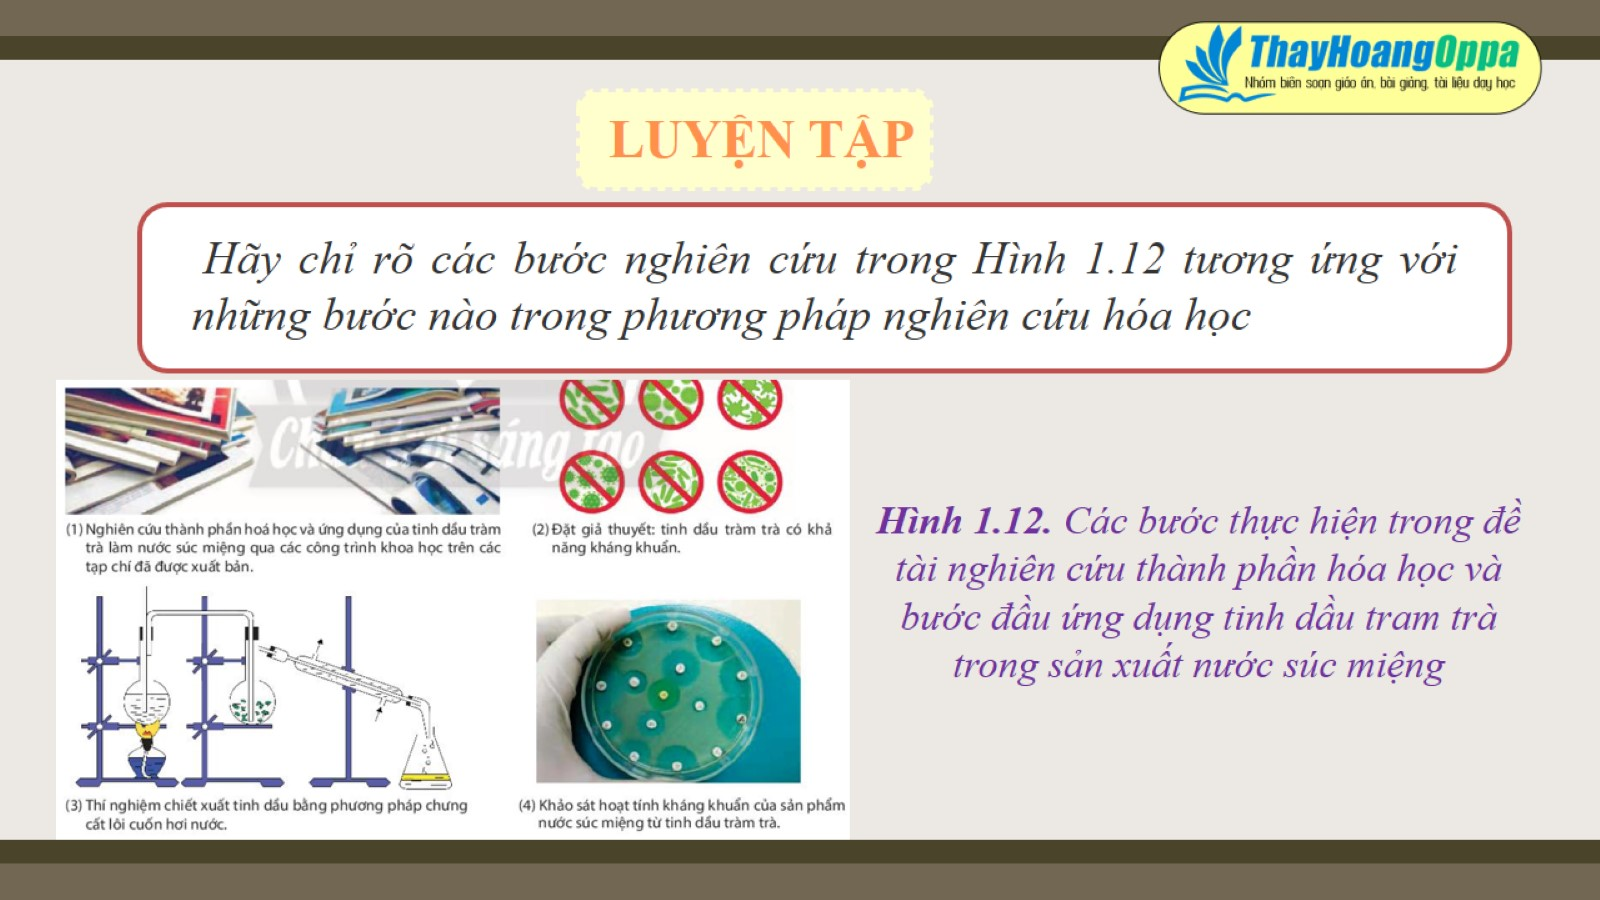 ThayHoangOppa
Nhóm biên soạn giáo án, bài giảng, tài liệu dạy học
LUYỆN TẬP
Hãy chỉ rõ các bước nghiên cứu trong Hình 1.12 tương ứng với
những bước nào trong phương pháp nghiên cứu hóa học
(1) Nghiên cứu thành phần hoá học và ứng dụng của tinh dầu tràm
trà làm nước súc miệng qua các công trình khoa học trên các
tạp chí đã được xuất bản.
(2) Đặt giả thuyết: tinh dầu tràm trà có khả
năng kháng khuẩn.
(3) Thí nghiệm chiết xuất tinh dầu bằng phương pháp chưng
cất lôi cuốn hơi nước.
(4) Khảo sát hoạt tính kháng khuẩn của sản phẩm
nước súc miệng từ tinh dầu tràm trà.
Hình 1.12. Các bước thực hiện trong đề
tài nghiên cứu thành phần hóa học và
bước đầu ứng dụng tinh dầu tram trà
trong sản xuất nước súc miệng